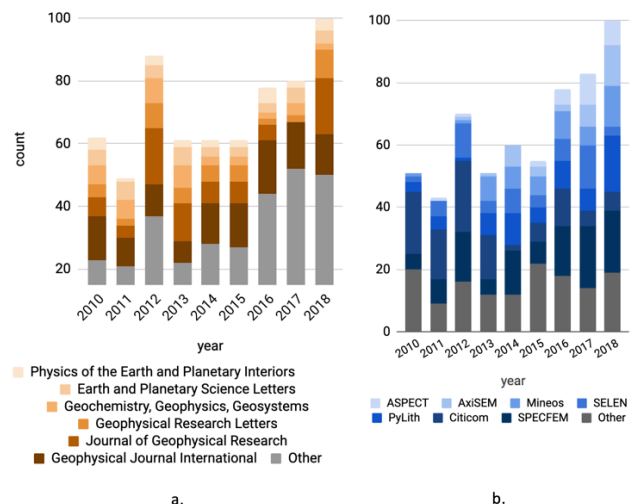 100
80
60
40
20
count
2010
2011
2012
2013
2014
2015
2016
2017
2018
year
Physics of the Earth and Planetary Interiors
Earth and Planetary Science Letters
Geochemistry, Geophysics, Geosystems
Geophysical Research Letters
Journal of Geophysical Research
Geophysical Journal International Other
a.
100
80
60
40
20
0
2010
2011
2012
2013
2014
2015
2016
2017
2018
year
ASPECT AxiSEM Mineos SELEN
PyLith Citicom SPECFEM Other
b.